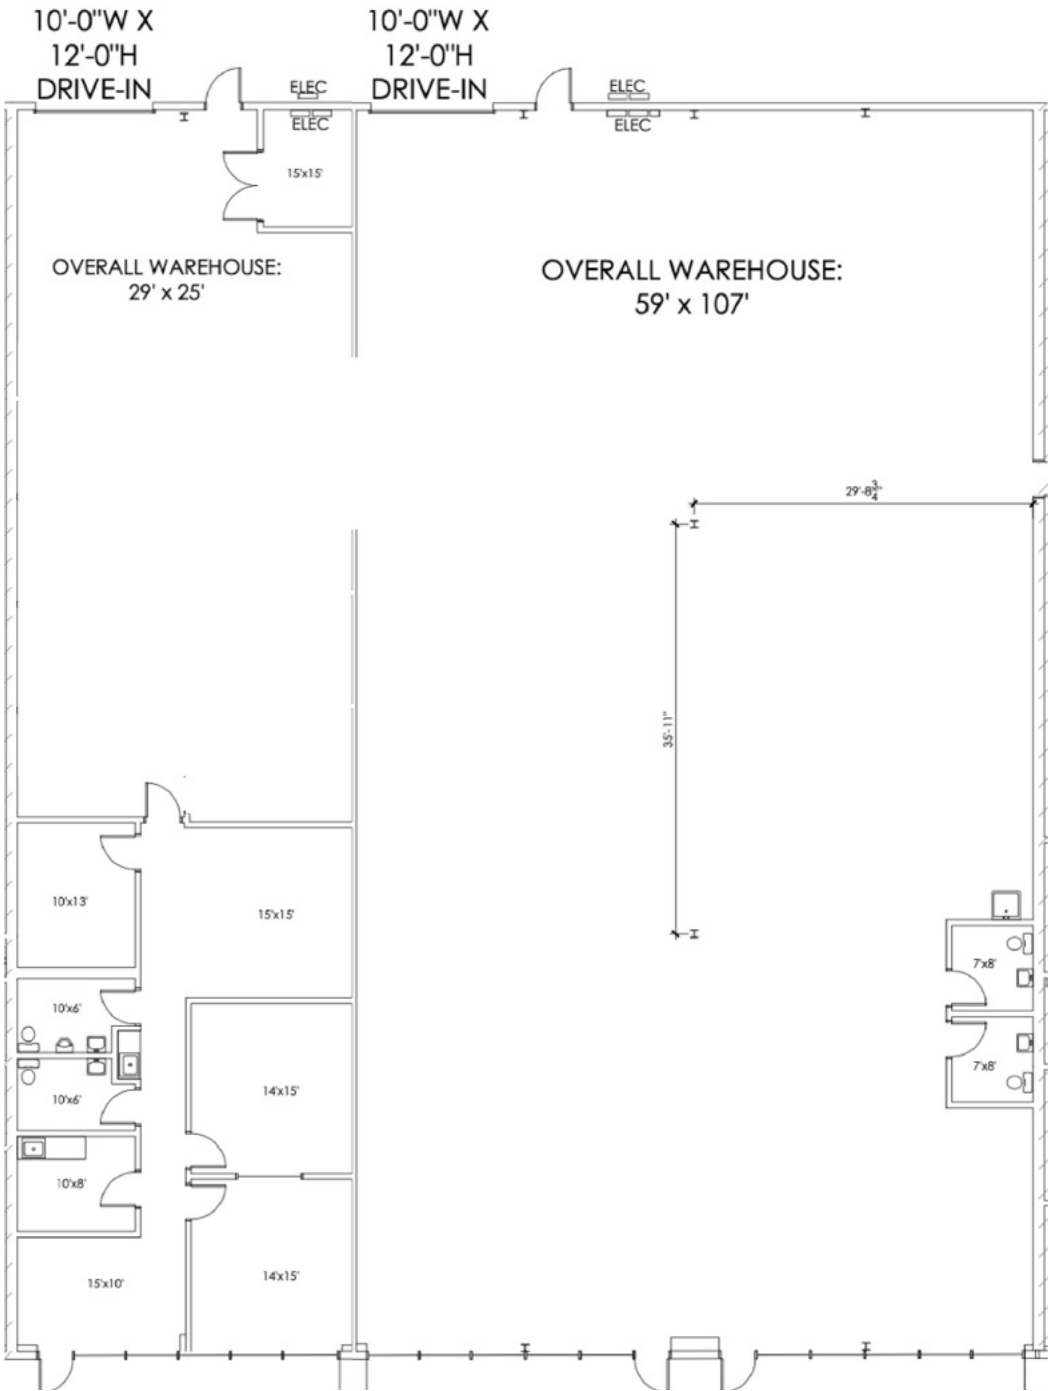 10'-0"W X
12'-0"H
DRIVE-IN
10'-0"W X
12'-0"H
DRIVE-IN
ELEC
ELEC
ELEC
ELEC
15'x15'
OVERALL WAREHOUSE:
29' x 25'
OVERALL WAREHOUSE:
59' x 107'
29'-8 3/4"
35'-11"
10'x13'
15'x15'
7'x8'
10'x6'
7'x8'
14'x15'
10'x6'
10'x8'
15'x10'
14'x15'